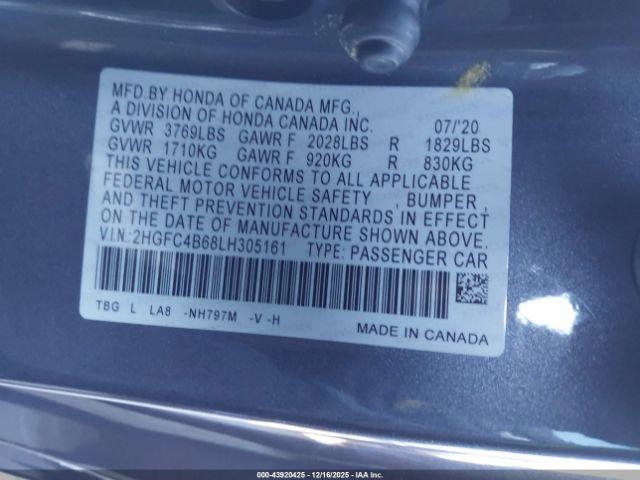 MFD.BY HONDA OF CANADA MFG.,
A DIVISION OF HONDA CANADA INC. 07/'20
GVWR 3769LBS GAWR F 2028LBS R 1829LBS
GVWR 1710KG GAWR F 920KG R 830KG
THIS VEHICLE CONFORMS TO ALL APPLICABLE
FEDERAL MOTOR VEHICLE SAFETY , BUMPER ,
AND THEFT PREVENTION STANDARDS IN EFFECT
ON THE DATE OF MANUFACTURE SHOWN ABOVE.
V.I.N.:2HGFC4B68LH305161 TYPE: PASSENGER CAR
TBG L LA8 -NH797M -V -H
MADE IN CANADA
000-43920425 - 12/16/2025 - IAA Inc.